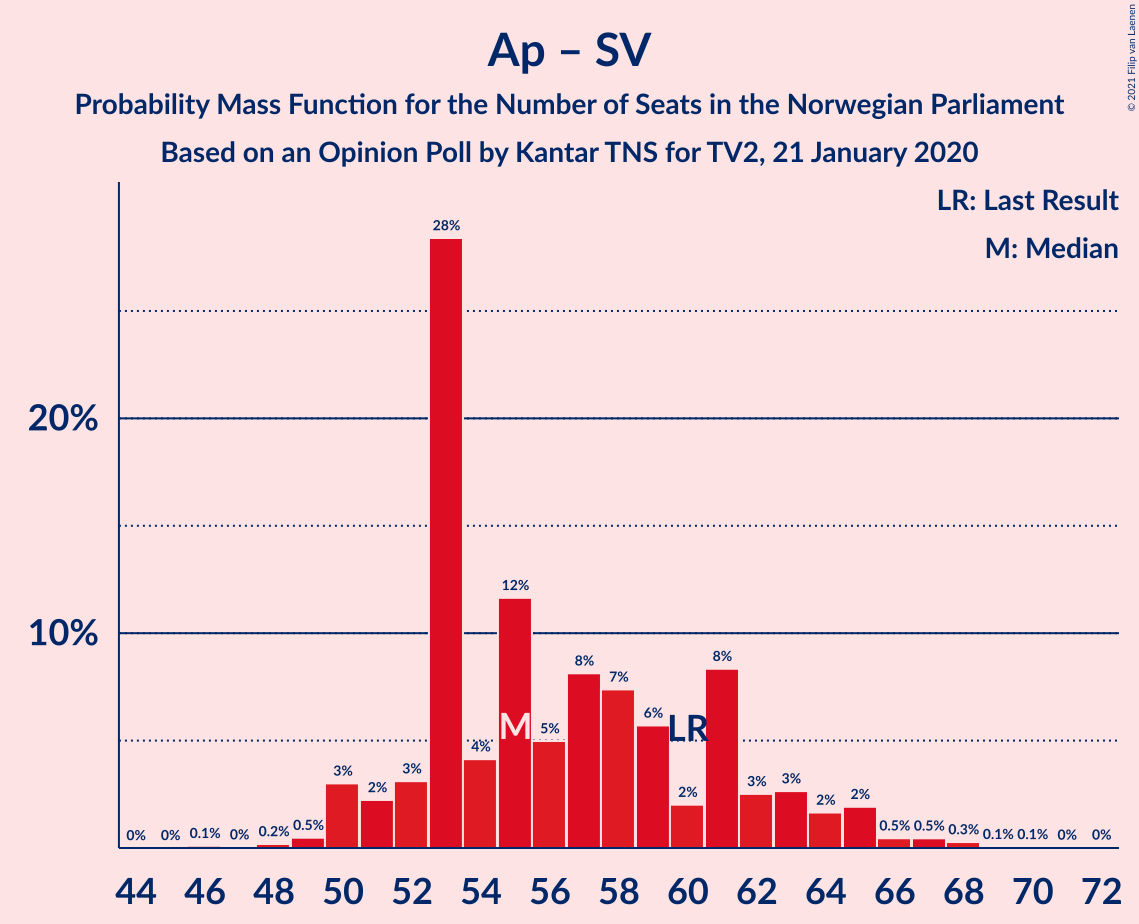 Ap – SV
Probability Mass Function for the Number of Seats in the Norwegian Parliament
Based on an Opinion Poll by Kantar TNS for TV2, 21 January 2020
© 2021 Filip van Laenen
LR: Last Result
M: Median
20%
10%
0% 0% 0.1% 0% 0.2% 0.5% 3% 2% 3% 28% 4% 12% 5% 8% 7% 6% 2% 8% 3% 3% 2% 2% 0.5% 0.5% 0.3% 0.1% 0.1% 0% 0%
M LR
44 46 48 50 52 54 56 58 60 62 64 66 68 70 72